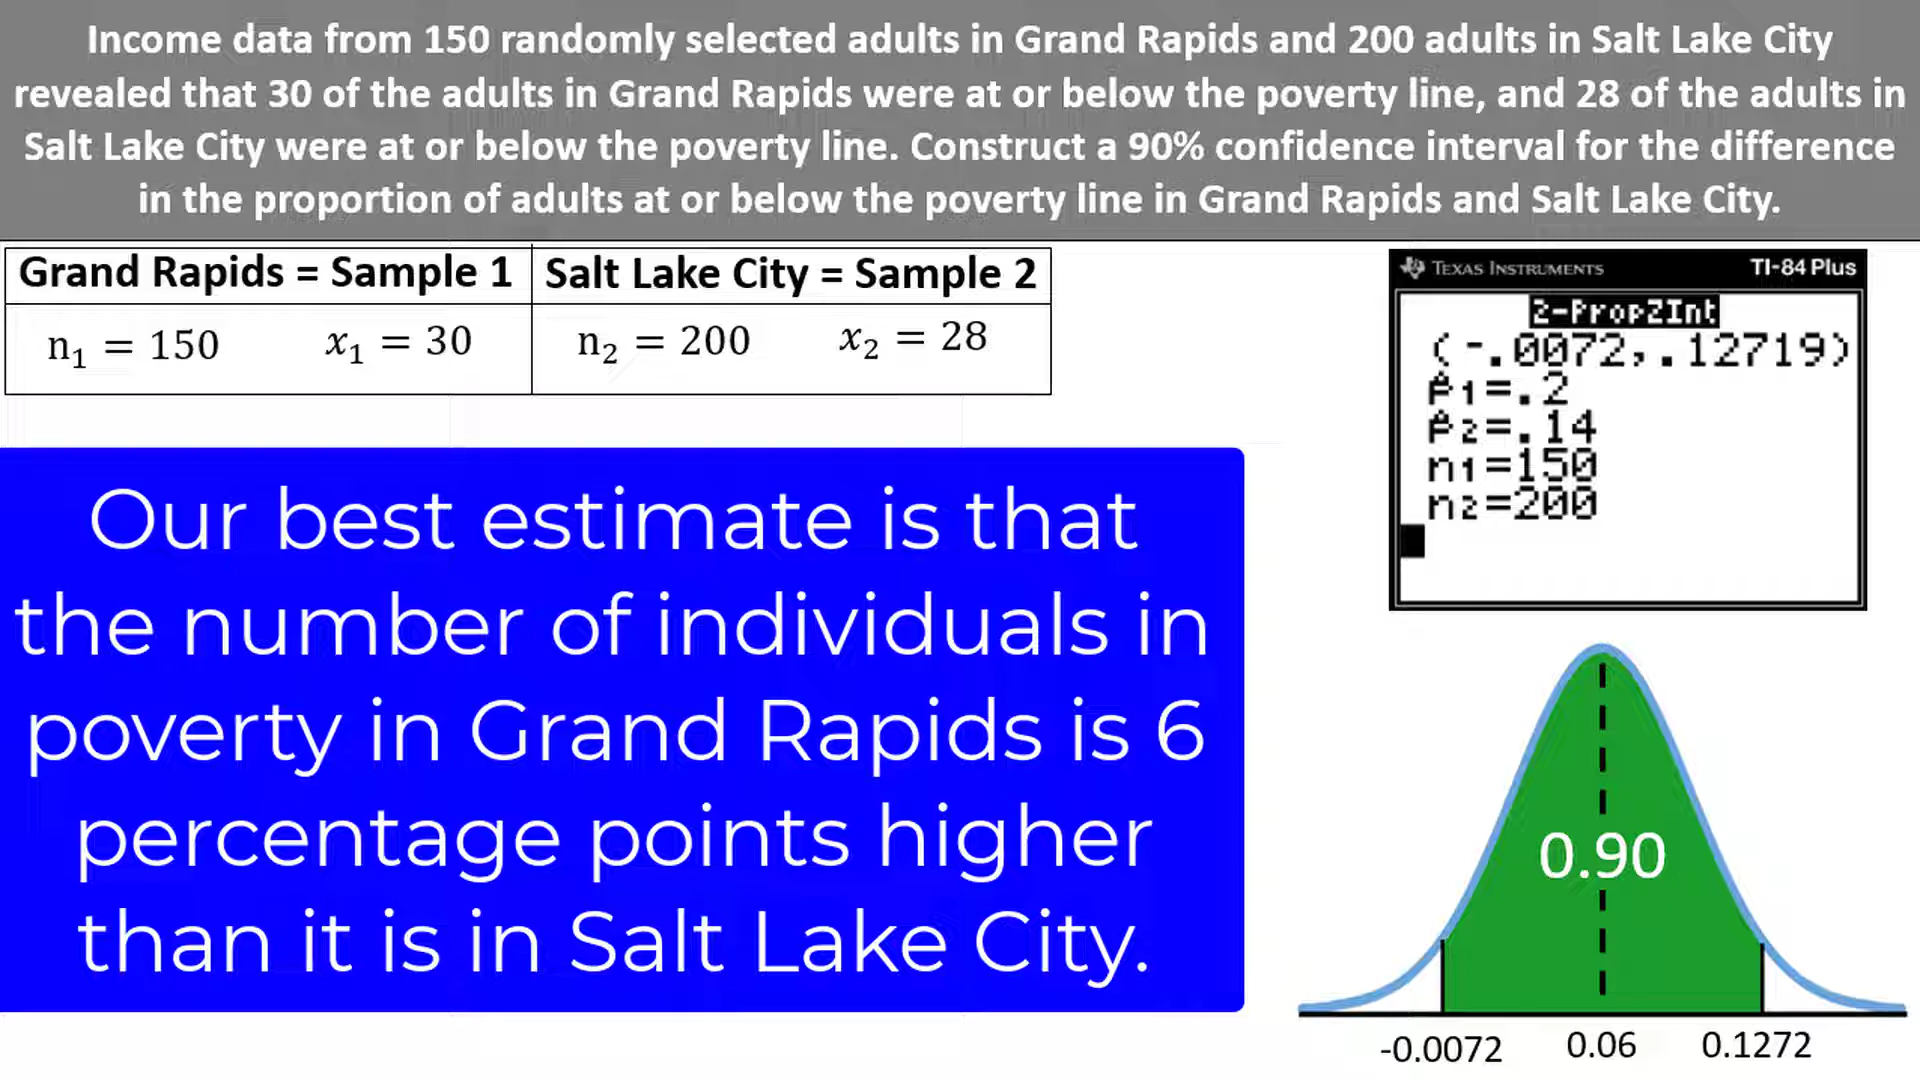 Income data from 150 randomly selected adults in Grand Rapids and 200 adults in Salt Lake City
revealed that 30 of the adults in Grand Rapids were at or below the poverty line, and 28 of the adults in
Salt Lake City were at or below the poverty line. Construct a 90% confidence interval for the difference
in the proportion of adults at or below the poverty line in Grand Rapids and Salt Lake City.
Grand Rapids = Sample 1 Salt Lake City = Sample 2
n₁ = 150 x₁ = 30 n₂ = 200 x₂ = 28
Our best estimate is that
the number of individuals in
poverty in Grand Rapids is 6
percentage points higher
than it is in Salt Lake City.
TEXAS INSTRUMENTS TI-84 Plus
2-PropZInt
(-.0072,.12719)
p̂1=.2
p̂2=.14
n1=150
n2=200
0.90
-0.0072 0.06 0.1272